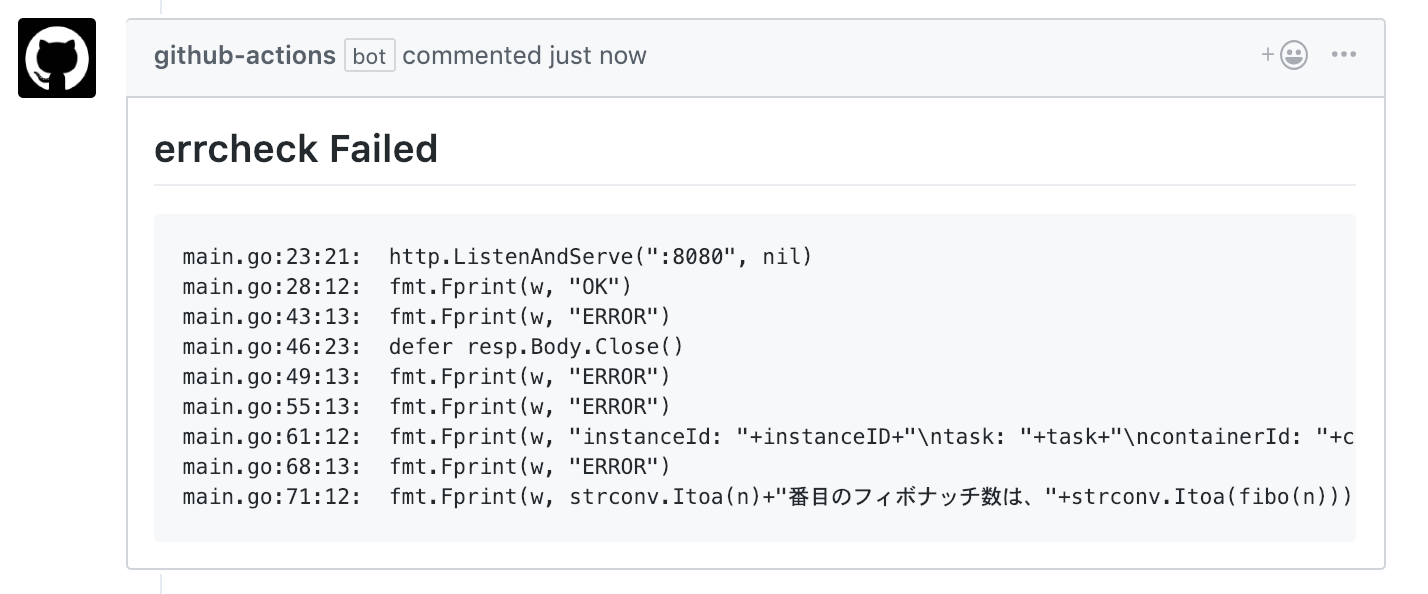 github-actions bot commented just now
errcheck Failed
main.go:23:21:  http.ListenAndServe(":8080", nil)
main.go:28:12:  fmt.Fprint(w, "OK")
main.go:43:13:  fmt.Fprint(w, "ERROR")
main.go:46:23:  defer resp.Body.Close()
main.go:49:13:  fmt.Fprint(w, "ERROR")
main.go:55:13:  fmt.Fprint(w, "ERROR")
main.go:61:12:  fmt.Fprint(w, "instanceId: "+instanceID+"\ntask: "+task+"\ncontainerId: "+c
main.go:68:13:  fmt.Fprint(w, "ERROR")
main.go:71:12:  fmt.Fprint(w, strconv.Itoa(n)+"番目のフィボナッチ数は、"+strconv.Itoa(fibo(n)))